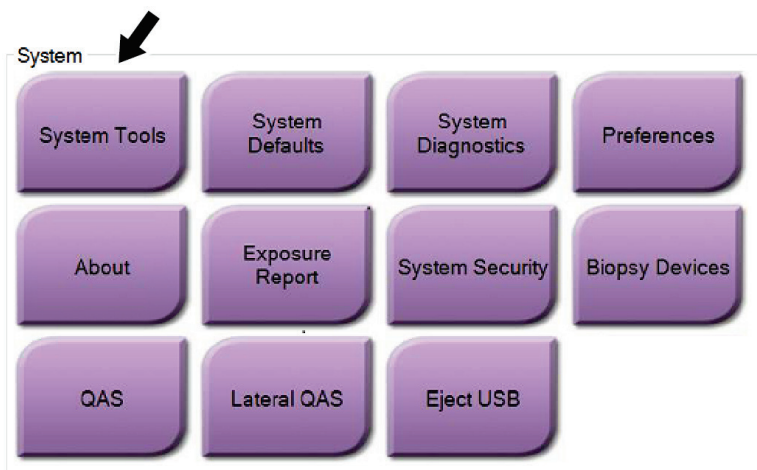 System
System Tools
System
Defaults
System
Diagnostics
Preferences
About
Exposure
Report
System Security
Biopsy Devices
QAS
Lateral QAS
Eject USB